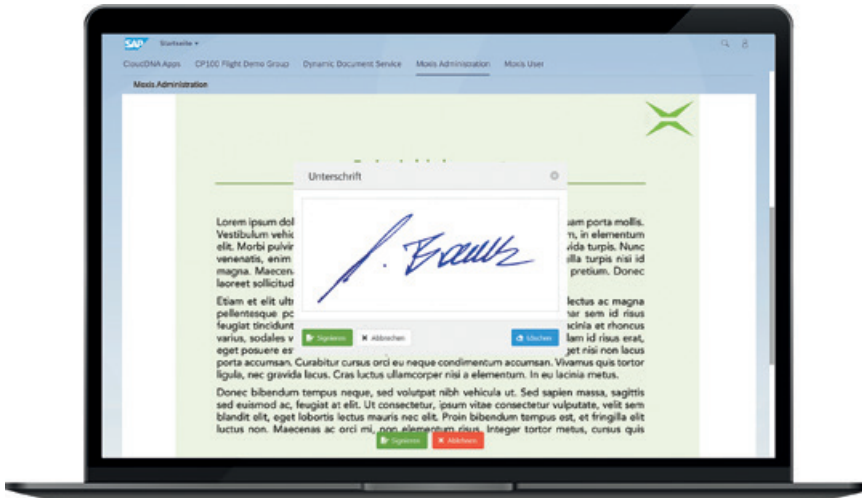 SAP Startseite
CloudDNA Apps CP100 Flight Demo Group Dynamic Document Service Moxis Administration Moxis User
Moxis Administration
Unterschrift
Lorem ipsum dol uam porta mollis.
Vestibulum vehic m, in elementum
elit. Morbi pulvir vida turpis. Nunc
venenatis, enim illa turpis nisi id
magna. Maecen pretium. Donec
laoreet sollicitud
Etiam et elit ultr lectus ac magna
pellentesque po nar sem id risus
feugiat tincidunt acinia et rhoncus
varius, sodales v lam id risus erat,
eget posuere es get nisi non lacus
Signieren Abbrechen Löschen
porta accumsan. Curabitur cursus orci eu neque condimentum accumsan. Vivamus quis tortor
ligula, nec gravida lacus. Cras luctus ullamcorper nisi a elementum. In eu lacinia metus.
Donec bibendum tempus neque, sed volutpat nibh vehicula ut. Sed sapien massa, sagittis
sed euismod ac, feugiat at elit. Ut consectetur, ipsum vitae consectetur vulputate, velit sem
blandit elit, eget lobortis lectus mauris nec elit. Proin bibendum tempus est, et fringilla elit
luctus non. Maecenas ac orci mi, non elementum risus. Integer tortor metus, cursus quis
Signieren Ablehnen